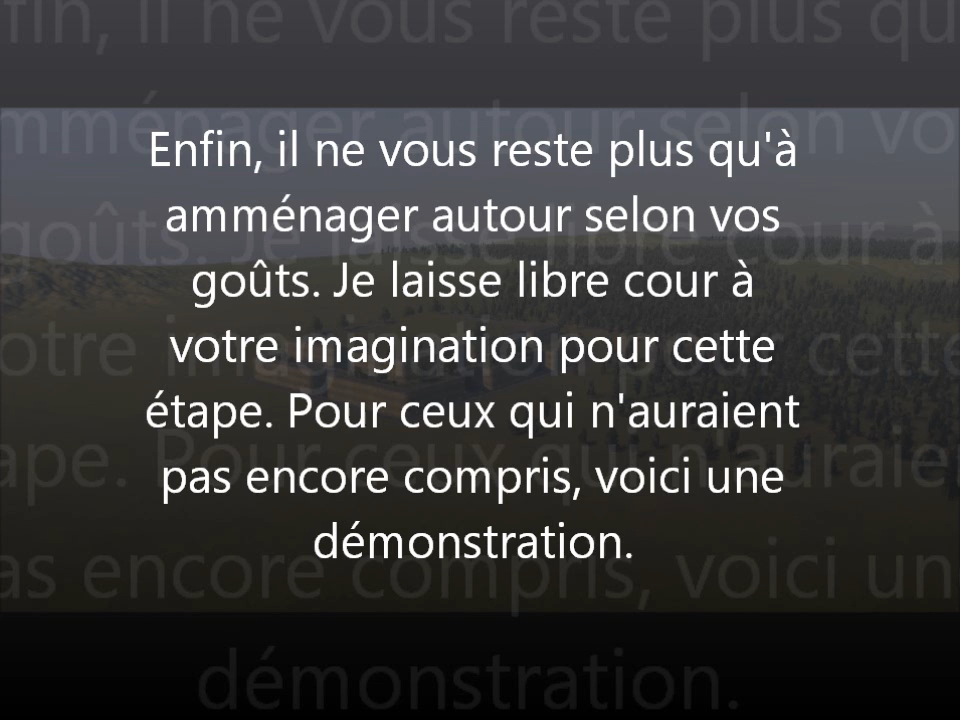 Enfin, il ne vous reste plus qu'à
amménager autour selon vos
goûts. Je laisse libre cour à
votre imagination pour cette
étape. Pour ceux qui n'auraient
pas encore compris, voici une
démonstration.